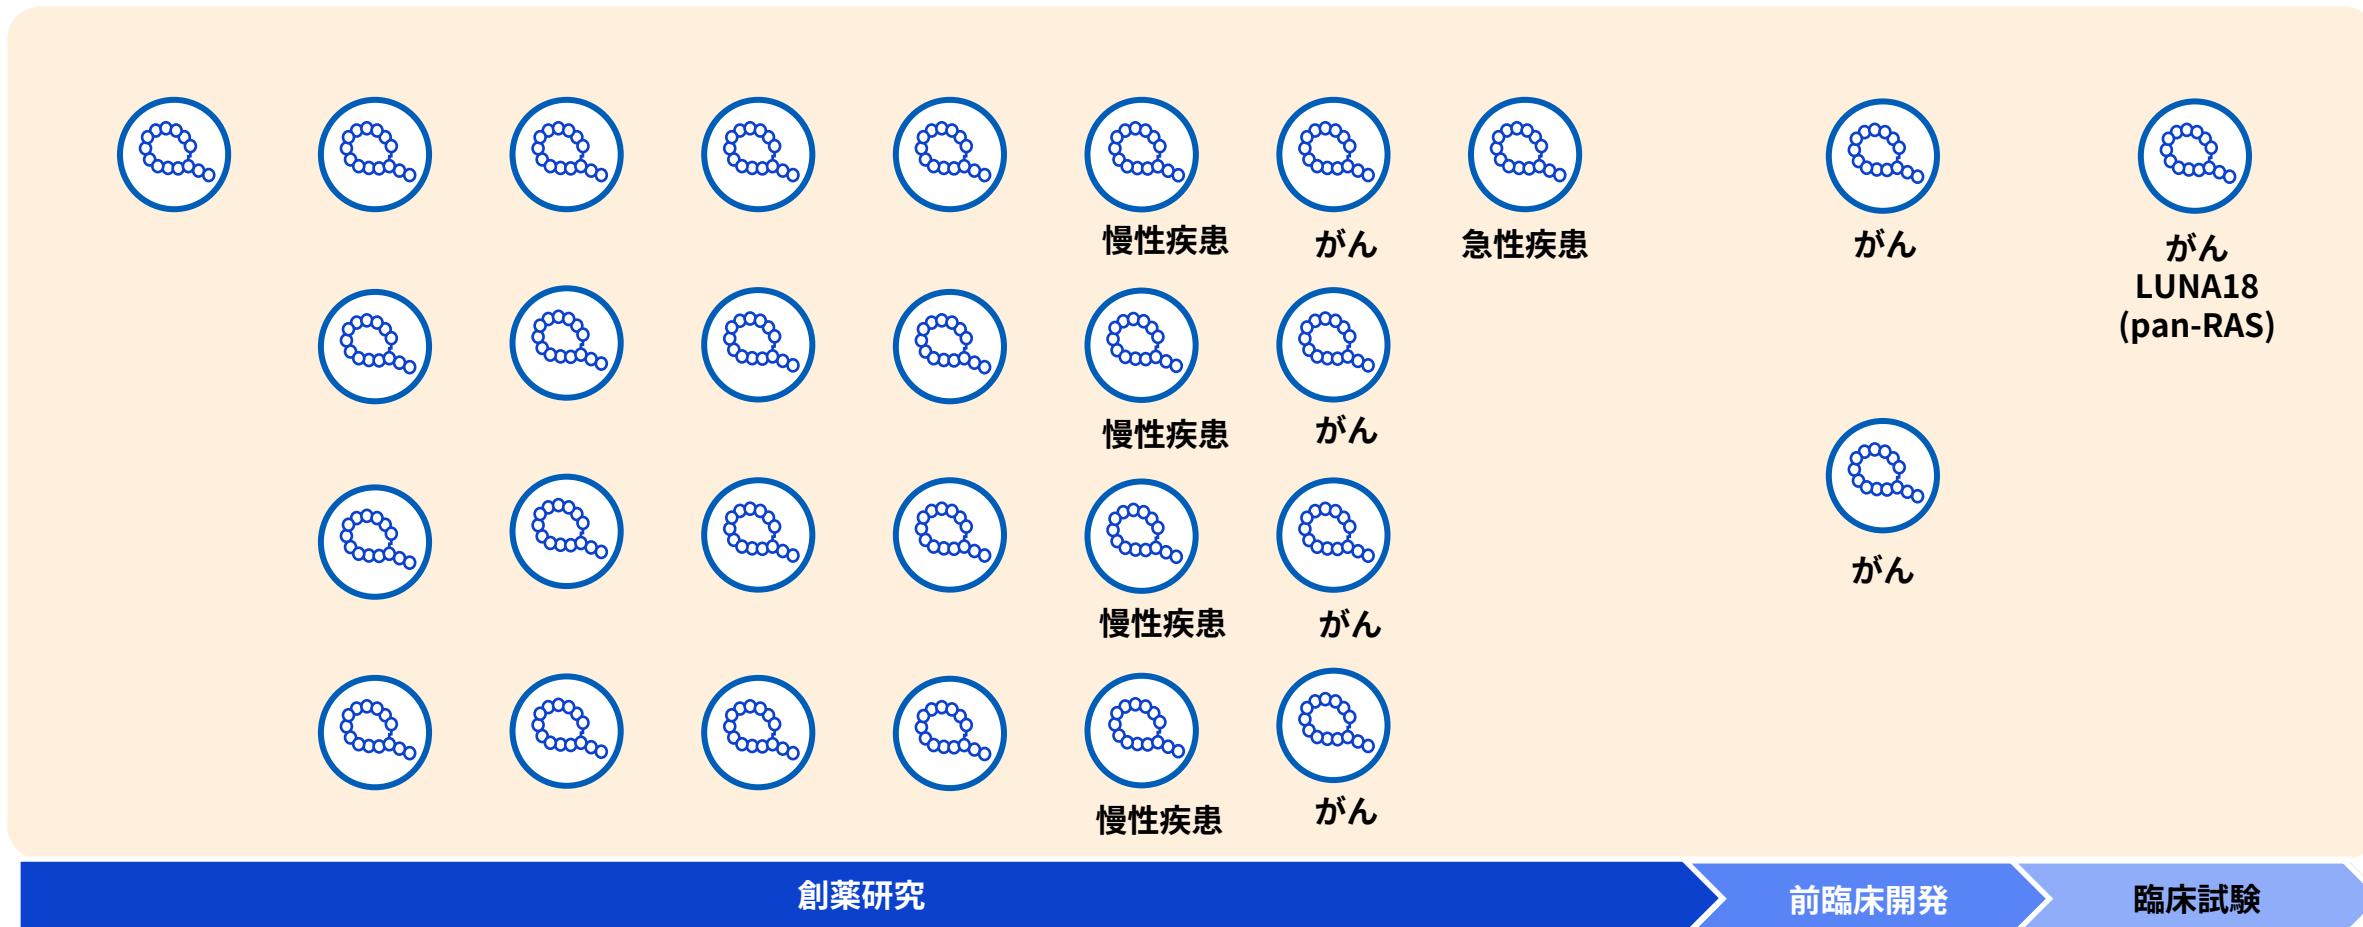 慢性疾患
がん
急性疾患
がん
がん
LUNA18
(pan-RAS)
慢性疾患
がん
がん
慢性疾患
がん
慢性疾患
がん
創薬研究
前臨床開発
臨床試験